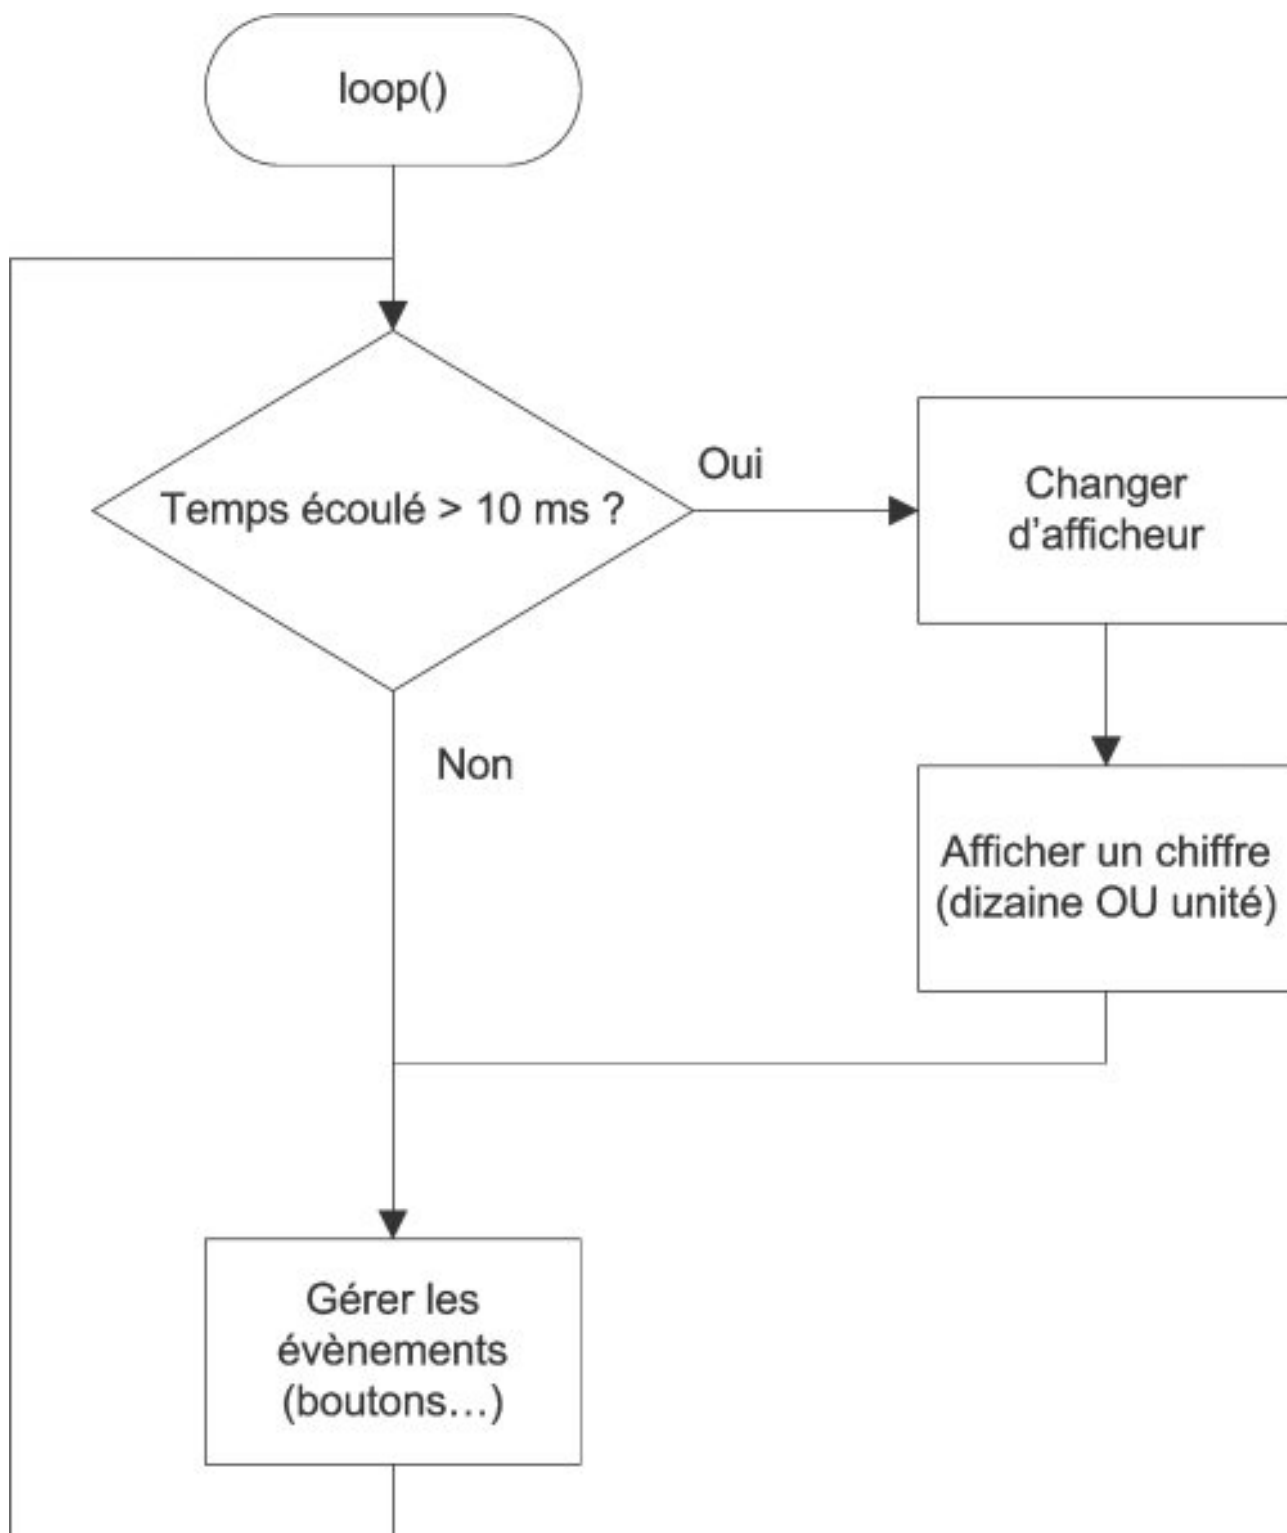 loop()
Temps écoulé > 10 ms ?
Oui
Changer
d’afficheur
Non
Afficher un chiffre
(dizaine OU unité)
Gérer les
évènements
(boutons…)